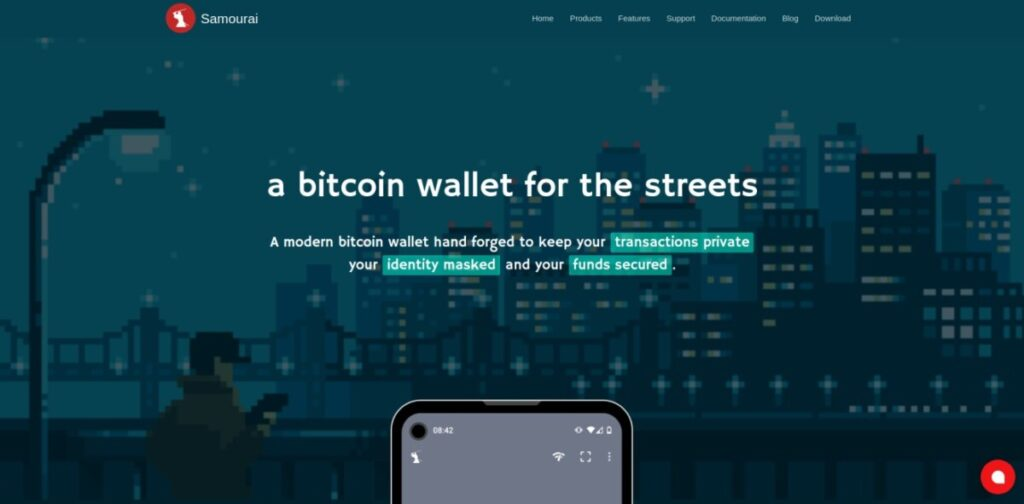 Samourai
Home Products Features Support Documentation Blog Download
a bitcoin wallet for the streets
A modern bitcoin wallet hand forged to keep your transactions private
your identity masked and your funds secured.
08:42